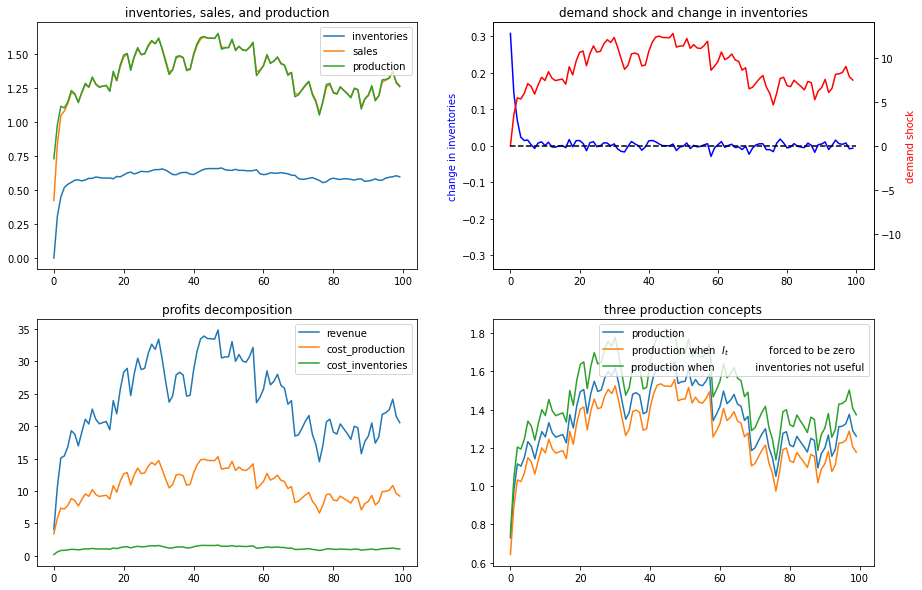 inventories, sales, and production
inventories
sales
production
1.50
1.25
1.00
0.75
0.50
0.25
0.00
0 20 40 60 80 100
demand shock and change in inventories
change in inventories
0.3
0.2
0.1
0.0
−0.1
−0.2
−0.3
10
5
0
−5
−10
demand shock
0 20 40 60 80 100
profits decomposition
revenue
cost_production
cost_inventories
35
30
25
20
15
10
5
0
0 20 40 60 80 100
three production concepts
production
production when I_t forced to be zero
production when inventories not useful
1.8
1.6
1.4
1.2
1.0
0.8
0.6
0 20 40 60 80 100